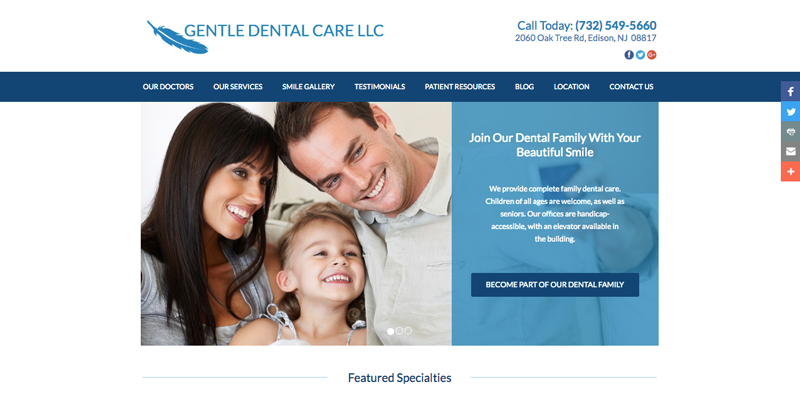 GENTLE DENTAL CARE LLC
Call Today: (732) 549-5660
2060 Oak Tree Rd, Edison, NJ 08817
OUR DOCTORS OUR SERVICES SMILE GALLERY TESTIMONIALS PATIENT RESOURCES BLOG LOCATION CONTACT US
Join Our Dental Family With Your
Beautiful Smile
We provide complete family dental care.
Children of all ages are welcome, as well as
seniors. Our offices are handicap-
accessible, with an elevator available in
the building.
BECOME PART OF OUR DENTAL FAMILY
Featured Specialties